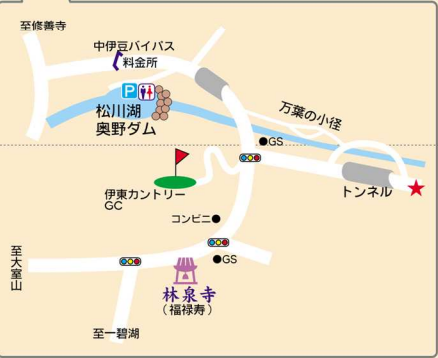 至修善寺
中伊豆バイパス
料金所
P
松川湖
奥野ダム
万葉の小径
GS
伊東カントリー
GC
トンネル
コンビニ
至大室山
GS
林泉寺
(福禄寿)
至一碧湖